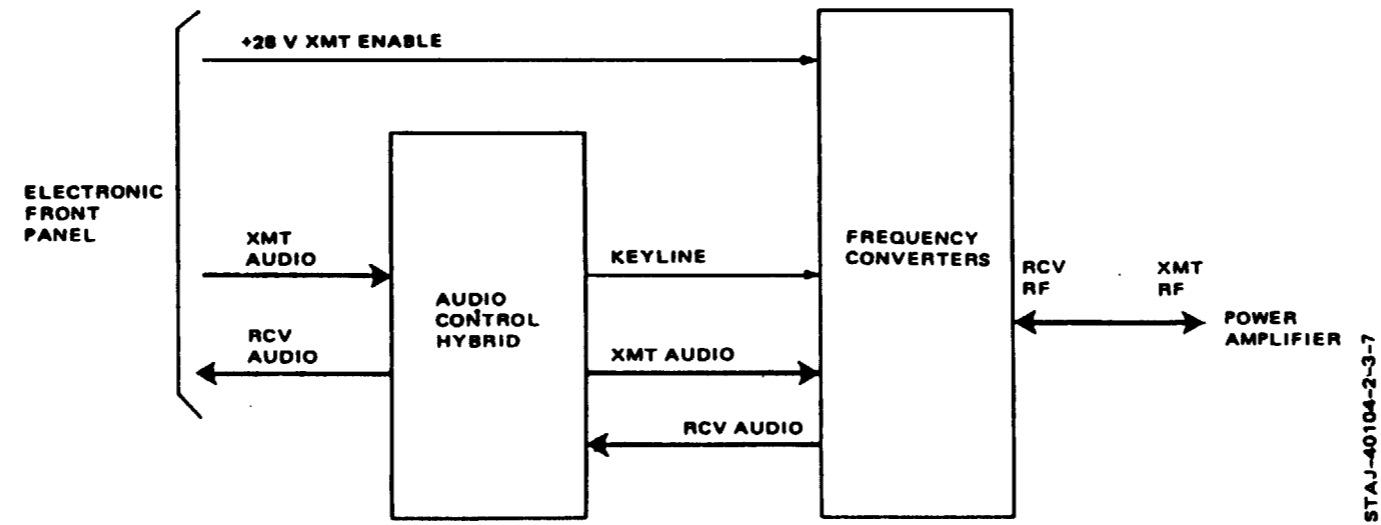 +28 V XMT ENABLE
ELECTRONIC
FRONT
PANEL
XMT
AUDIO
RCV
AUDIO
AUDIO
CONTROL
HYBRID
KEYLINE
XMT AUDIO
RCV AUDIO
FREQUENCY
CONVERTERS
RCV
RF
XMT
RF
POWER
AMPLIFIER
STAJ-40104-2-3-7